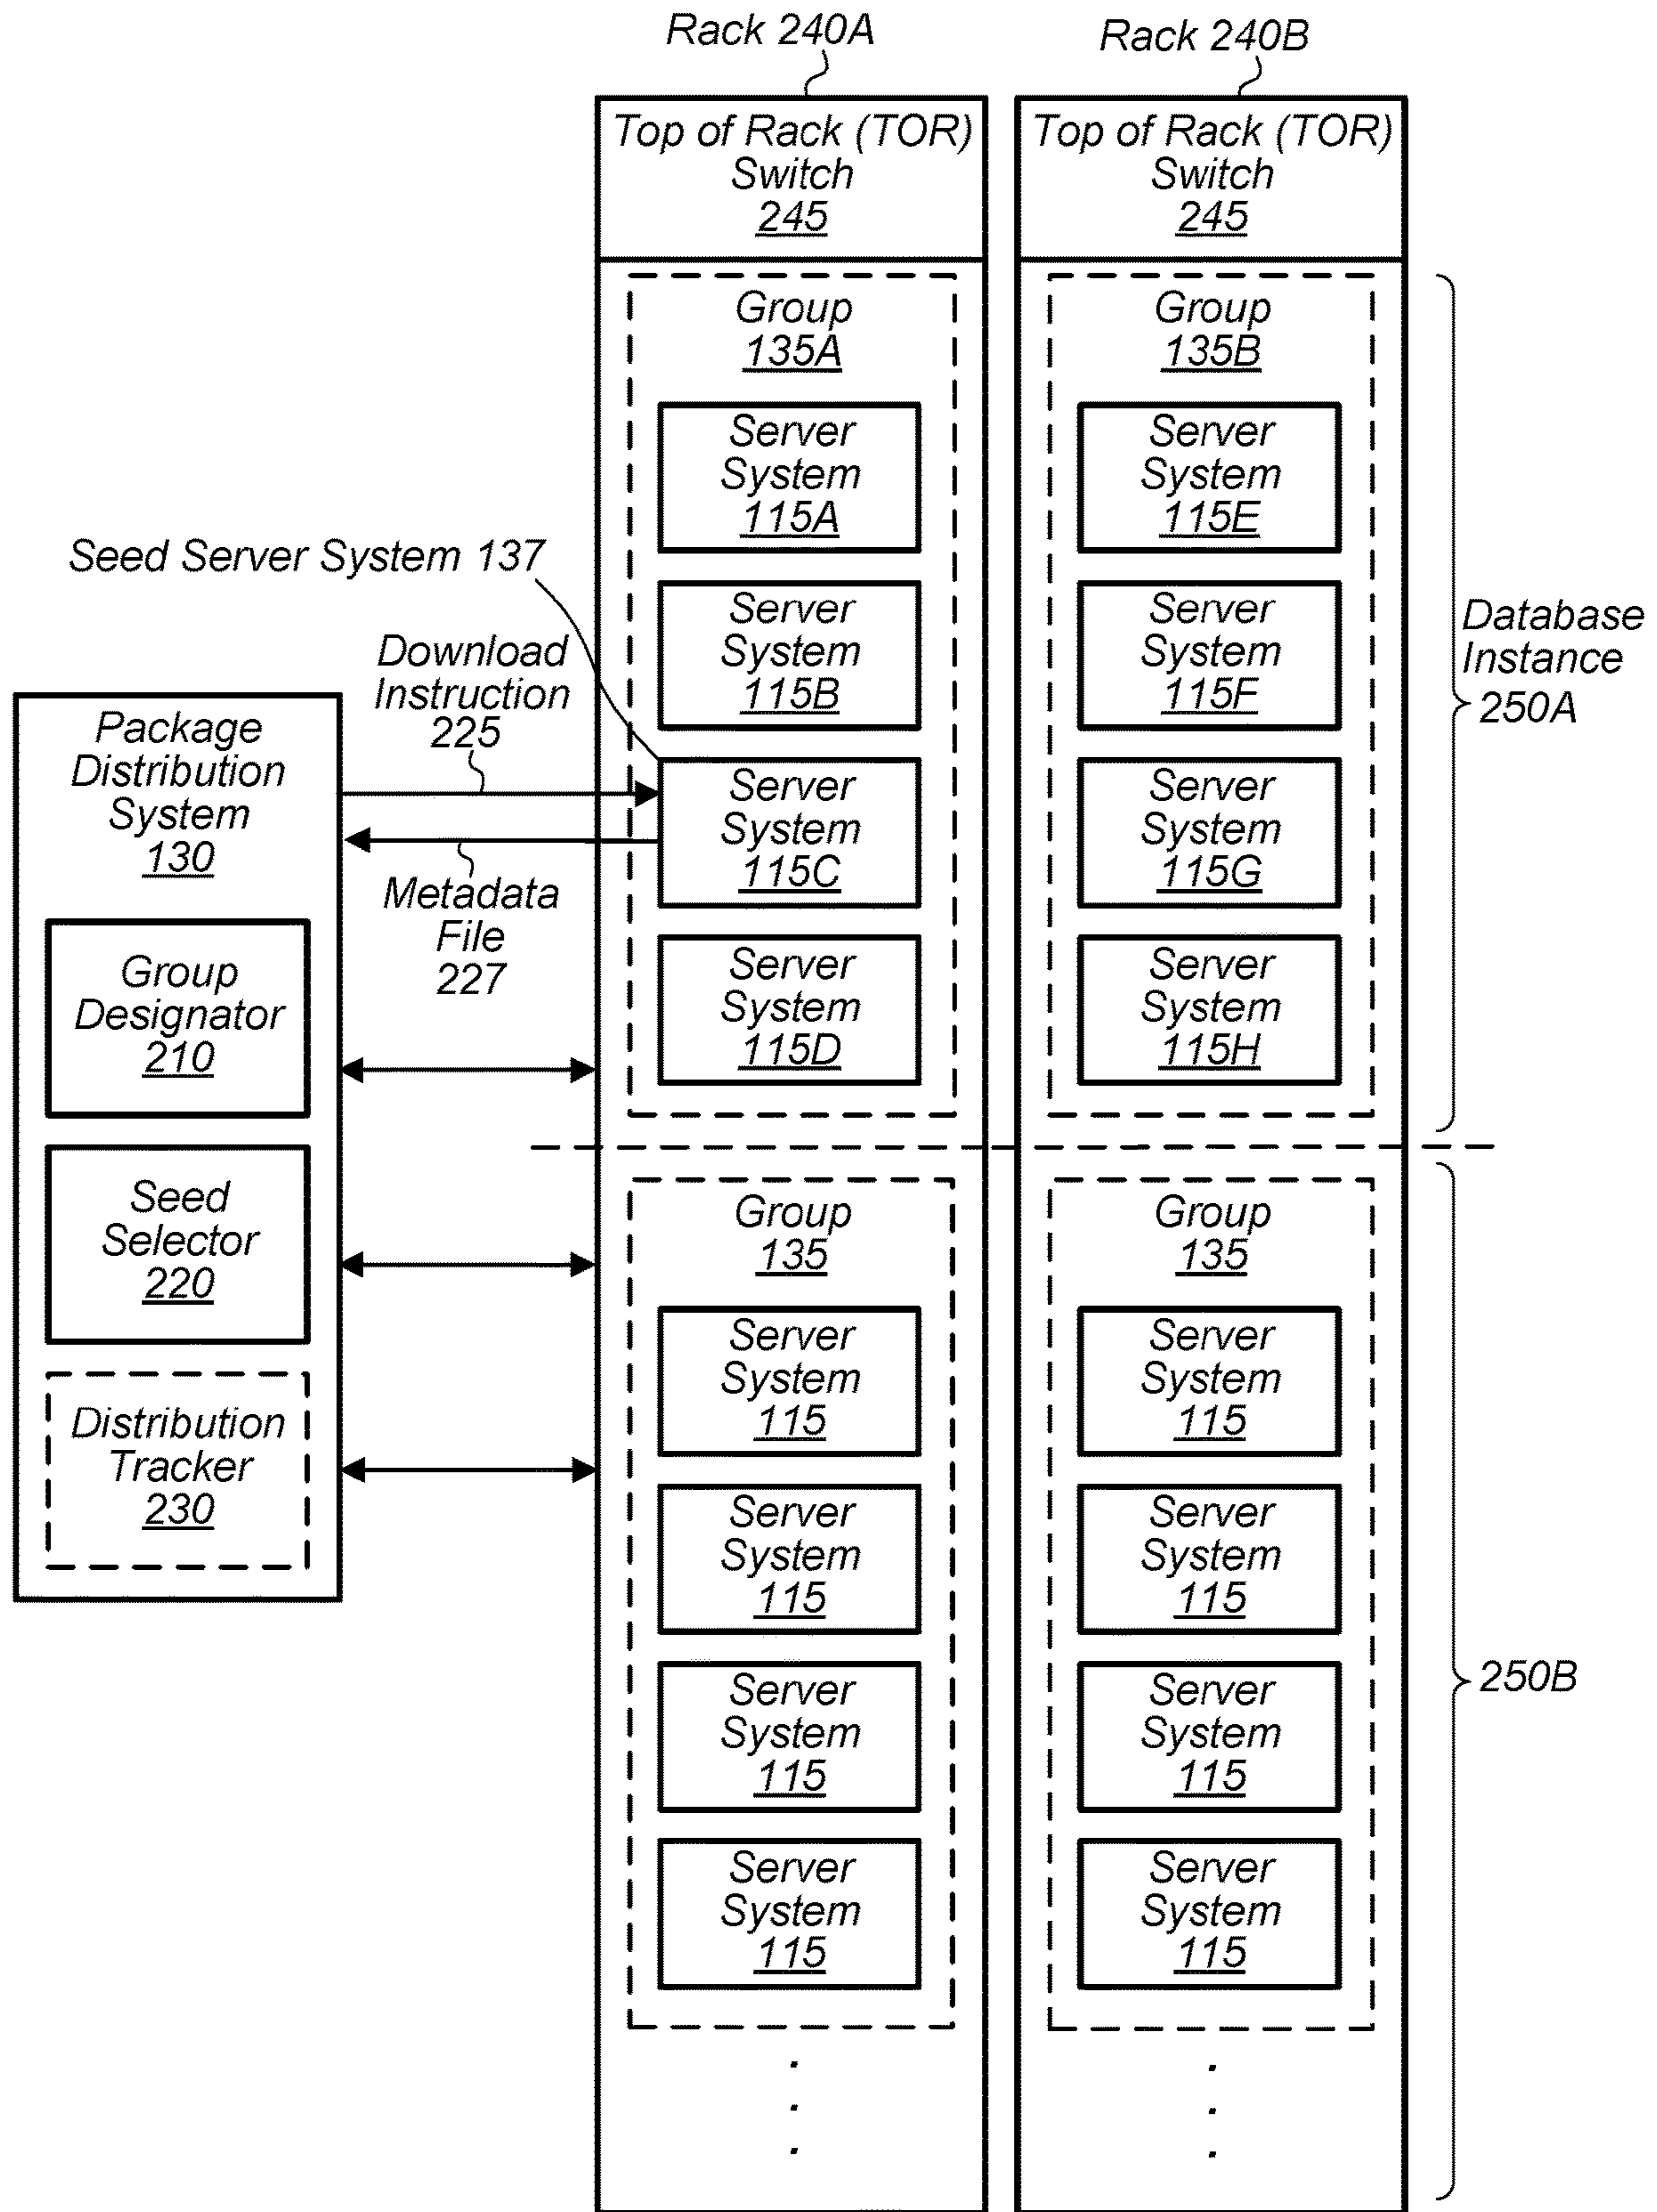 Rack 240A
Rack 240B
Top of Rack (TOR)
Switch
245
Top of Rack (TOR)
Switch
245
Group
135A
Server
System
115A
Server
System
115B
Server
System
115C
Server
System
115D
Group
135B
Server
System
115E
Server
System
115F
Server
System
115G
Server
System
115H
Database
Instance
250A
Seed Server System 137
Download
Instruction
225
Metadata
File
227
Package
Distribution
System
130
Group
Designator
210
Seed
Selector
220
Distribution
Tracker
230
Group
135
Server
System
115
Server
System
115
Server
System
115
Server
System
115
Group
135
Server
System
115
Server
System
115
Server
System
115
Server
System
115
250B